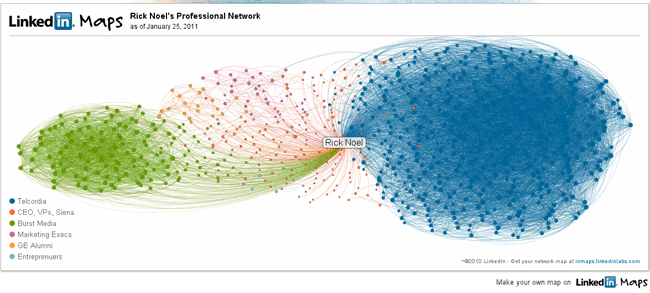 LinkedIn. Maps
Rick Noel's Professional Network
as of January 25, 2011
Rick Noel
Telcordia
CEO, VPs, Siena
Burst Media
Marketing Execs
GE Alumni
Entreprenuers
©2010 LinkedIn - Get your network map at inmaps.linkedinlabs.com
Make your own map on LinkedIn Maps